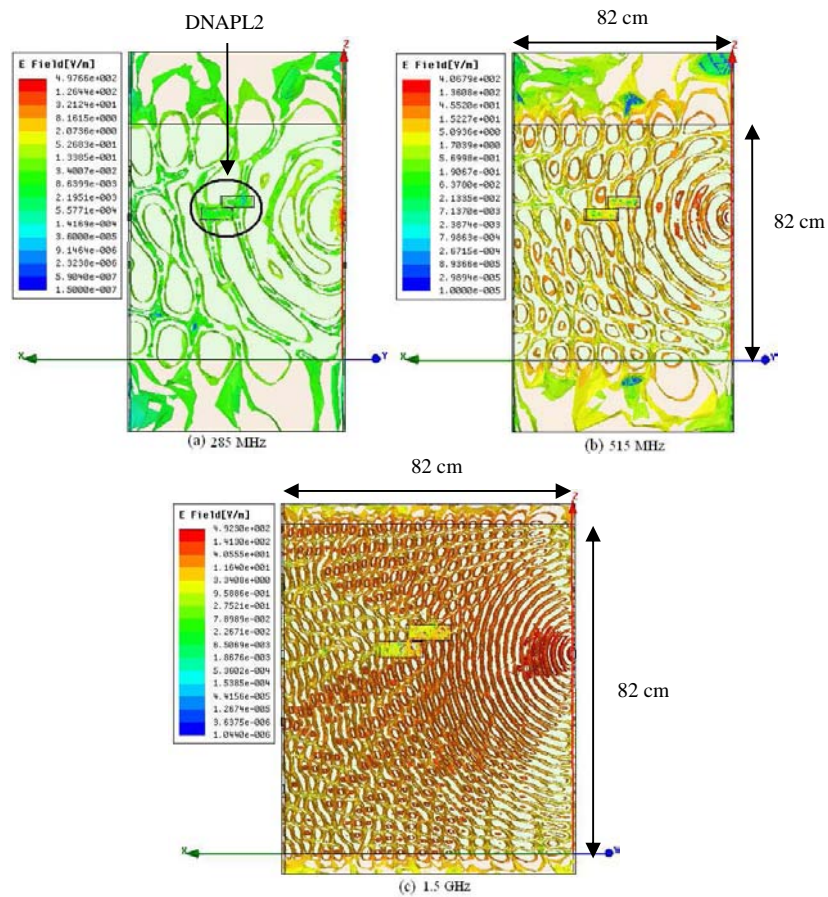 DNAPL2
82 cm
E Field[V/m]
4.9766e+002
1.2644e+002
3.2124e+001
8.1615e+000
2.0736e+000
5.2683e-001
1.3385e-001
3.4007e-002
8.6399e-003
2.1951e-003
5.5771e-004
1.4169e-004
3.6000e-005
9.1464e-006
2.3238e-006
5.9040e-007
1.5000e-007
Z
X
Y
(a) 285 MHz
E Field[V/m]
4.0679e+002
1.3608e+002
4.5520e+001
1.5227e+001
5.0936e+000
1.7039e+000
5.6998e-001
1.9067e-001
6.3780e-002
2.1335e-002
7.1370e-003
2.3874e-003
7.9863e-004
2.6715e-004
8.9366e-005
2.9894e-005
1.0000e-005
Z
82 cm
X
Y
(b) 515 MHz
82 cm
E Field[V/m]
4.9230e+002
1.4130e+002
4.0555e+001
1.1640e+001
3.3408e+000
9.5886e-001
2.7521e-001
7.8989e-002
2.2671e-002
6.5069e-003
1.8676e-003
5.3602e-004
1.5385e-004
4.4156e-005
1.2674e-005
3.6375e-006
1.0440e-006
Z
82 cm
X
(c) 1.5 GHz